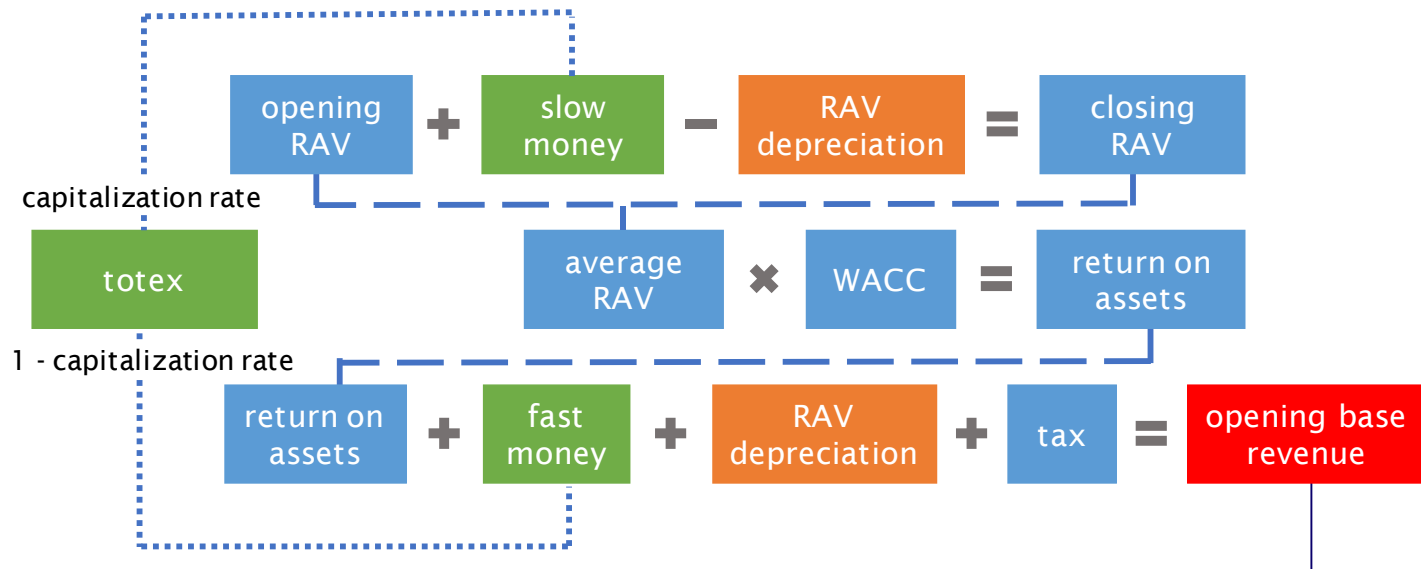 opening
RAV
slow
money
RAV
depreciation
closing
RAV
capitalization rate
totex
average
RAV
WACC
return on
assets
1 - capitalization rate
return on
assets
fast
money
RAV
depreciation
tax
opening base
revenue